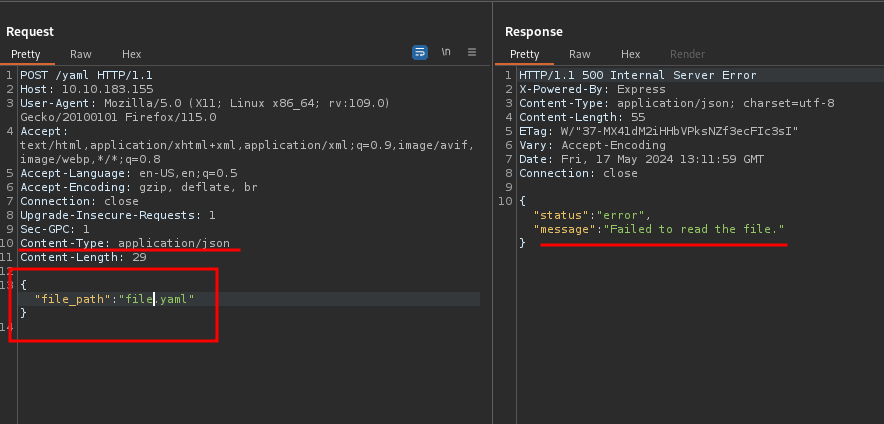 Request
Pretty Raw Hex \n
1 POST /yaml HTTP/1.1
2 Host: 10.10.183.155
3 User-Agent: Mozilla/5.0 (X11; Linux x86_64; rv:109.0)
Gecko/20100101 Firefox/115.0
4 Accept:
text/html,application/xhtml+xml,application/xml;q=0.9,image/avif,
image/webp,*/*;q=0.8
5 Accept-Language: en-US,en;q=0.5
6 Accept-Encoding: gzip, deflate, br
7 Connection: close
8 Upgrade-Insecure-Requests: 1
9 Sec-GPC: 1
10 Content-Type: application/json
11 Content-Length: 29
12
13 {
"file_path":"file.yaml"
}
14
Response
Pretty Raw Hex Render
1 HTTP/1.1 500 Internal Server Error
2 X-Powered-By: Express
3 Content-Type: application/json; charset=utf-8
4 Content-Length: 55
5 ETag: W/"37-MX41dM2iHHbVPksNZf3ecFIc3sI"
6 Vary: Accept-Encoding
7 Date: Fri, 17 May 2024 13:11:59 GMT
8 Connection: close
9
10 {
"status":"error",
"message":"Failed to read the file."
}